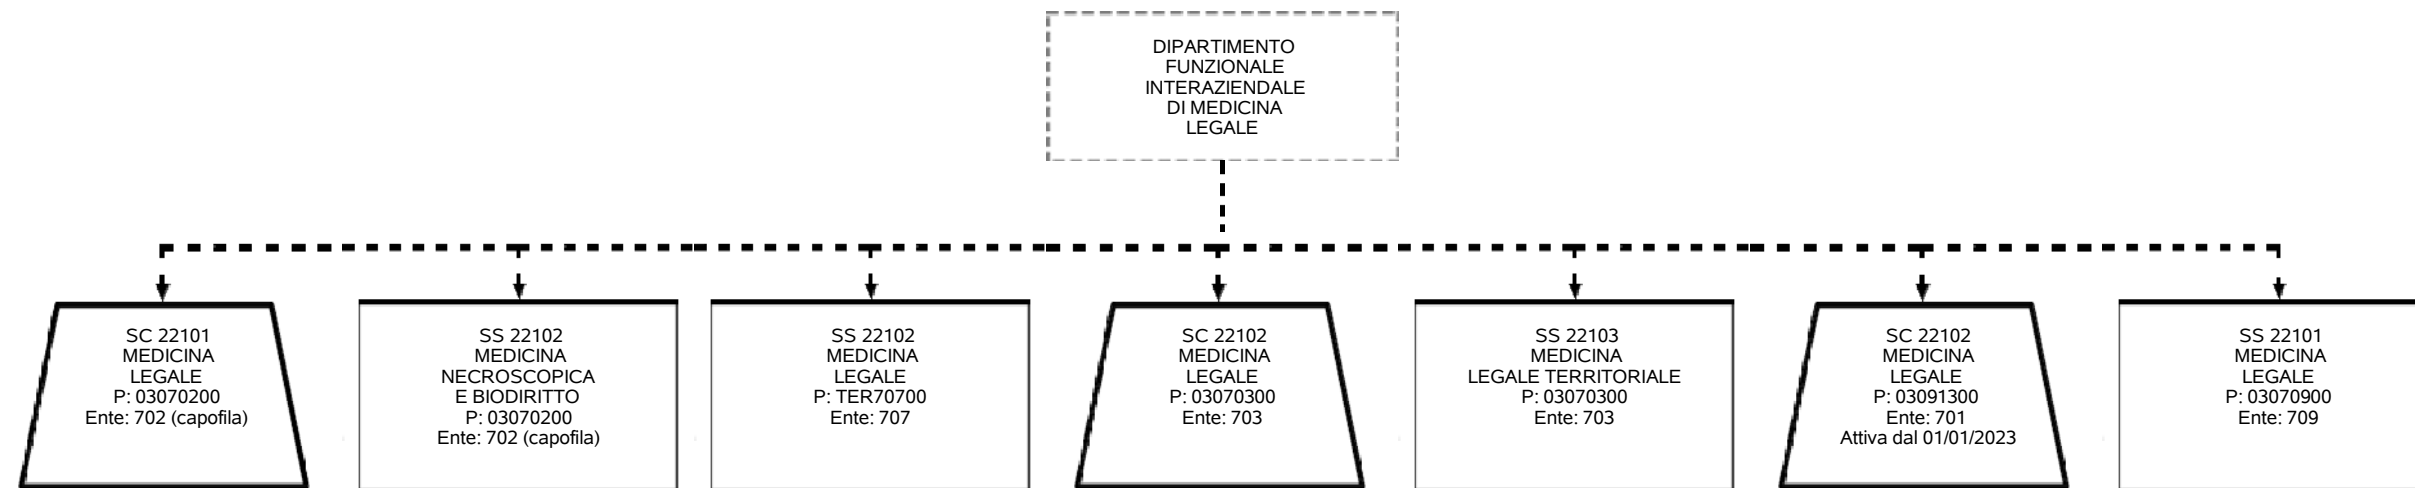 DIPARTIMENTO
FUNZIONALE
INTERAZIENDALE
DI MEDICINA
LEGALE
SC 22101
MEDICINA
LEGALE
P: 03070200
Ente: 702 (capofila)
SS 22102
MEDICINA
NECROSCOPICA
E BIODIRITTO
P: 03070200
Ente: 702 (capofila)
SS 22102
MEDICINA
LEGALE
P: TER70700
Ente: 707
SC 22102
MEDICINA
LEGALE
P: 03070300
Ente: 703
SS 22103
MEDICINA
LEGALE TERRITORIALE
P: 03070300
Ente: 703
SC 22102
MEDICINA
LEGALE
P: 03091300
Ente: 701
Attiva dal 01/01/2023
SS 22101
MEDICINA
LEGALE
P: 03070900
Ente: 709